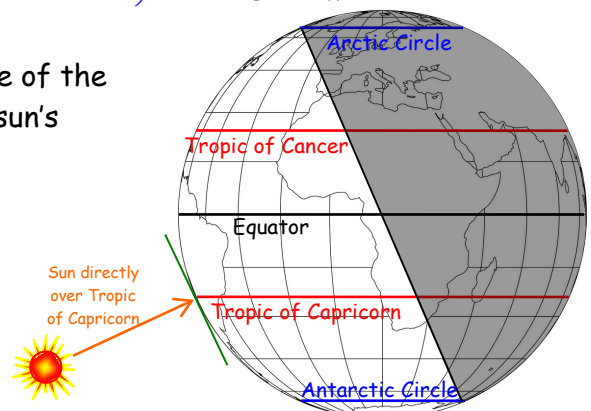 Arctic Circle
e of the
sun's
Tropic of Cancer
Equator
Sun directly
over Tropic
of Capricorn
Tropic of Capricorn
Antarctic Circle